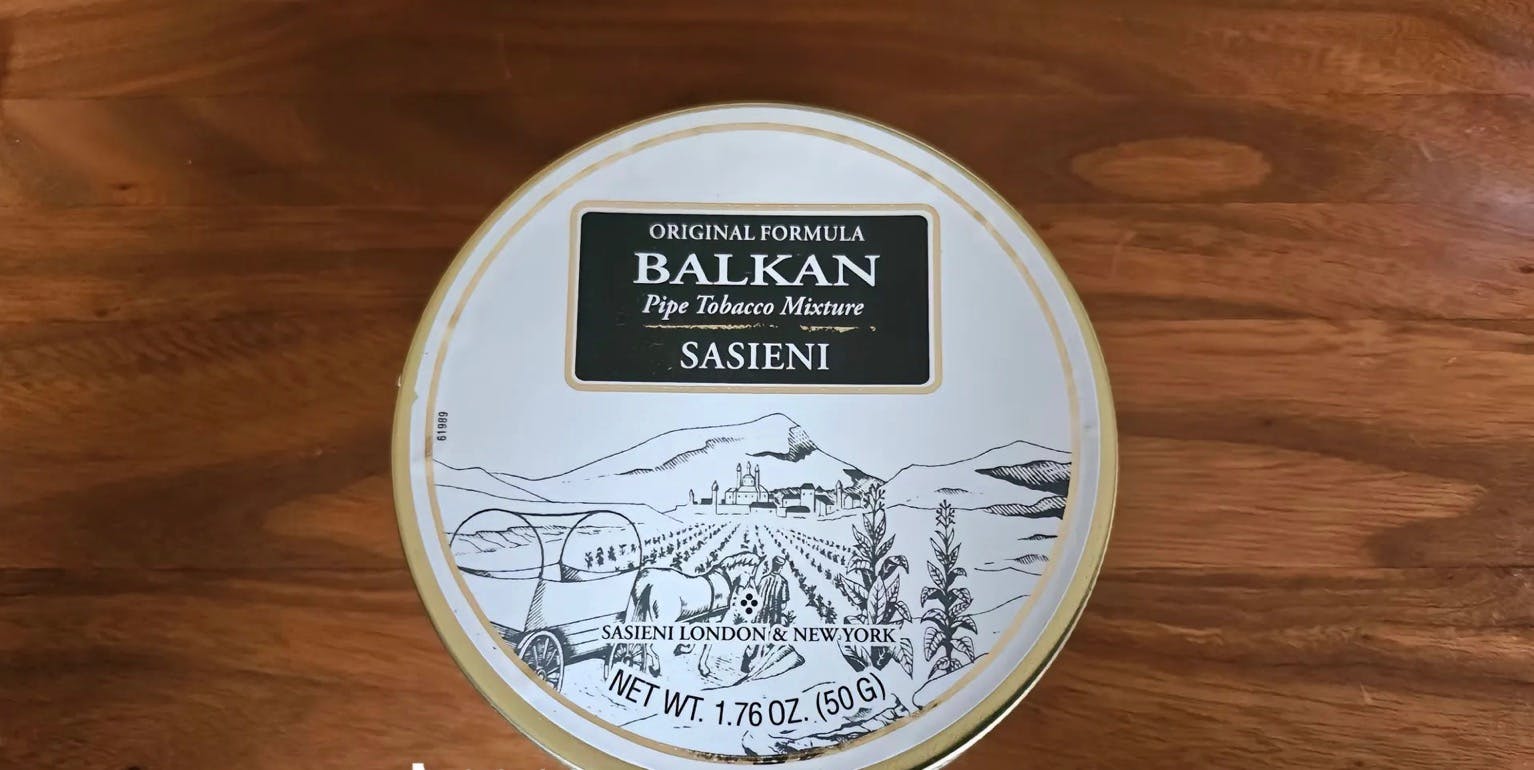 ORIGINAL FORMULA
BALKAN
Pipe Tobacco Mixture
SASIENI
61989
SASIENI LONDON & NEW YORK
NET WT. 1.76 OZ. (50 G)